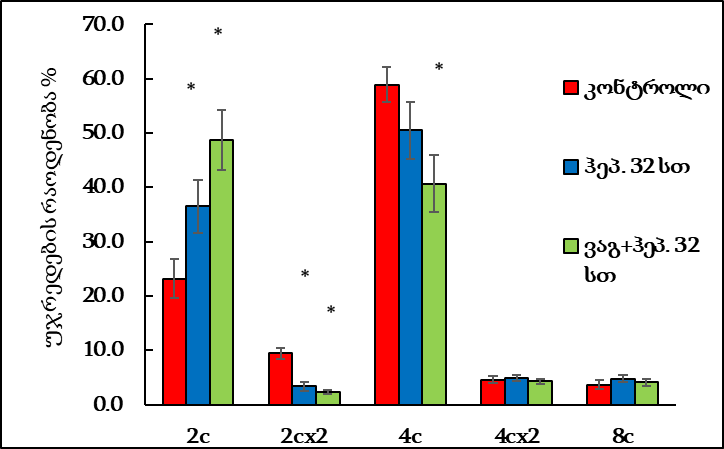 70.0
60.0
50.0
40.0
30.0
20.0
10.0
0.0
უჯრედების რაოდენობა %
* *
* *
*
2c 2cx2 4c 4cx2 8c
კონტროლი
ჰეპ. 32 სთ
ვაგ+ჰეპ. 32
სთ